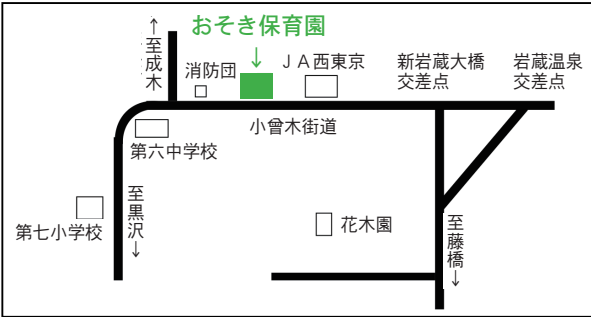 ↑至成木
おそき保育園
↓
消防団
ＪＡ西東京
新岩蔵大橋
交差点
岩蔵温泉
交差点
小曾木街道
第六中学校
第七小学校
至黒沢↓
花木園
至藤橋↓